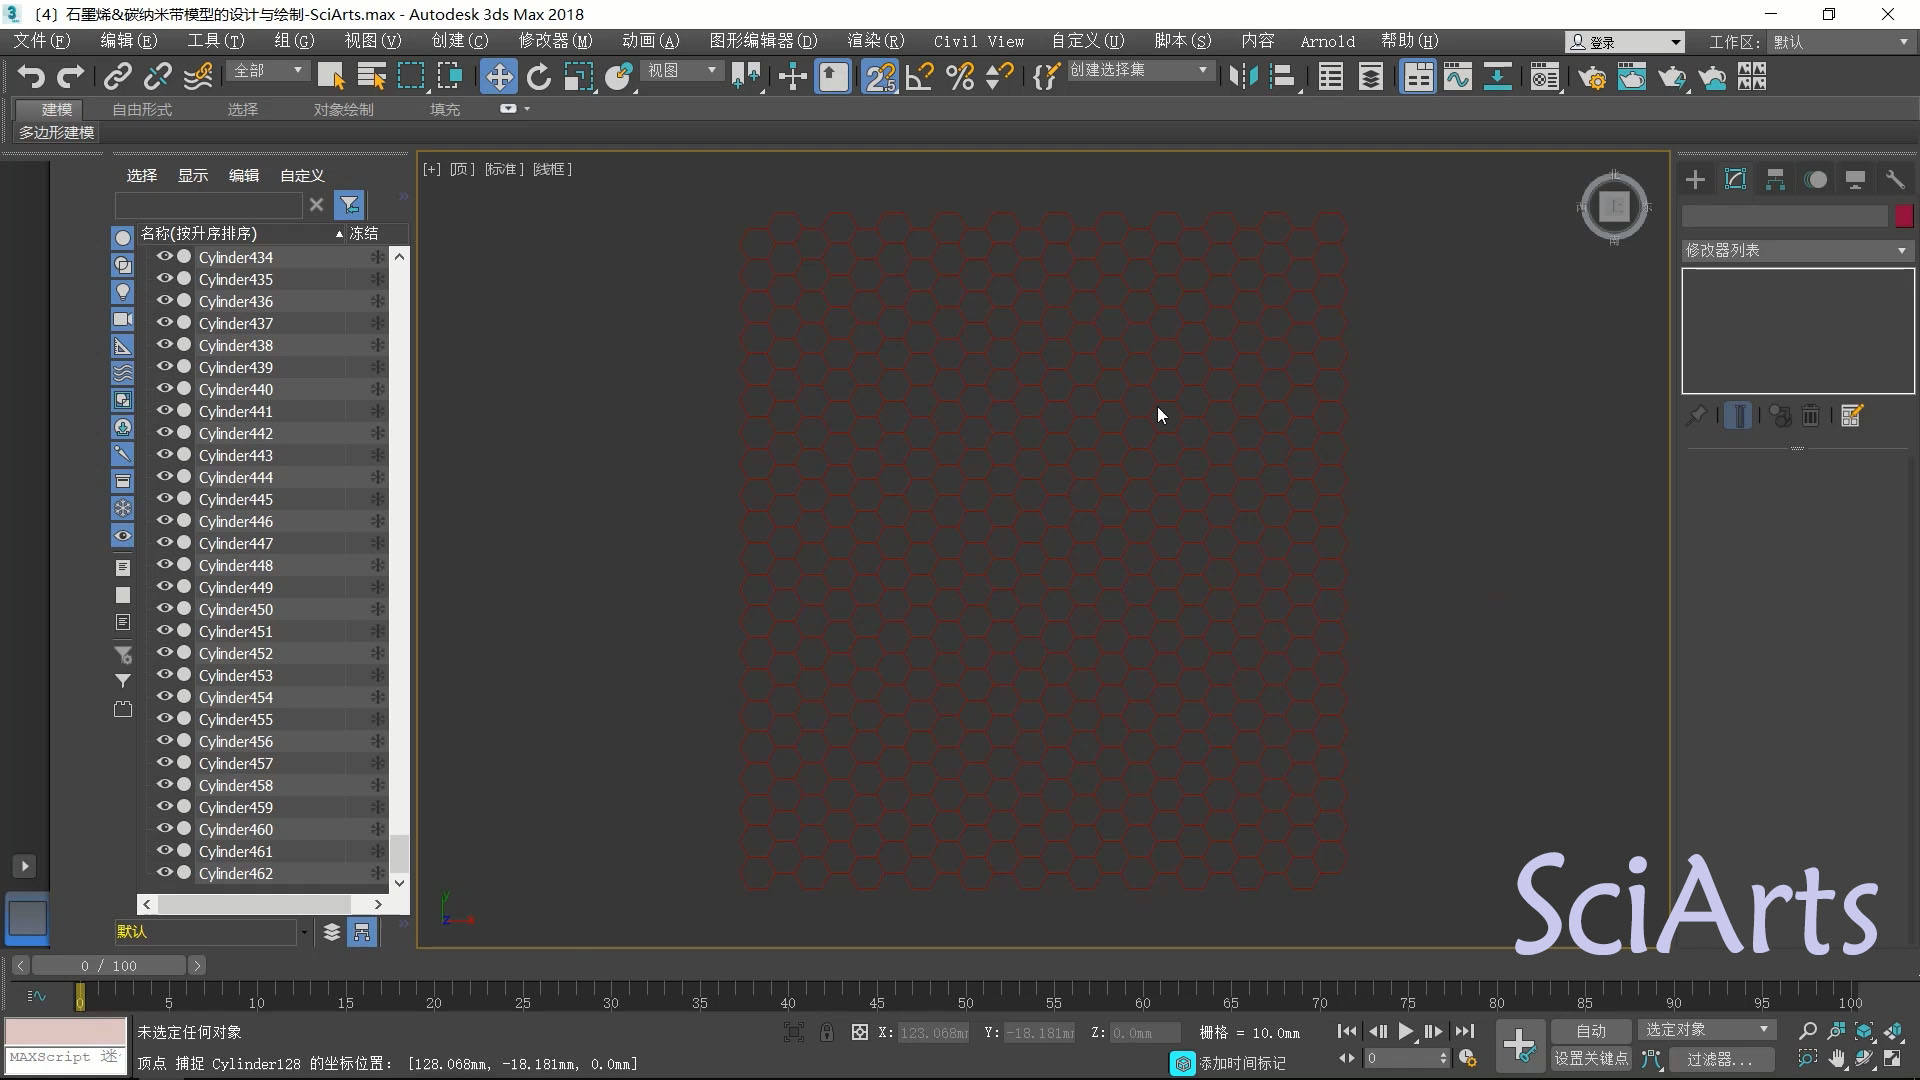 [4] 石墨烯&碳纳米带模型的设计与绘制-SciArts.max - Autodesk 3ds Max 2018
文件(F) 编辑(E) 工具(T) 组(G) 视图(V) 创建(C) 修改器(M) 动画(A) 图形编辑器(D) 渲染(R) Civil View 自定义(U) 脚本(S) 内容 Arnold 帮助(H) 登录 工作区: 默认
全部 视图 创建选择集
建模 自由形式 选择 对象绘制 填充
多边形建模
选择 显示 编辑 自定义
[+] [顶] [标准] [线框]
北
西 上 东
南
名称(按升序排序) 冻结
修改器列表
Cylinder434
Cylinder435
Cylinder436
Cylinder437
Cylinder438
Cylinder439
Cylinder440
Cylinder441
Cylinder442
Cylinder443
Cylinder444
Cylinder445
Cylinder446
Cylinder447
Cylinder448
Cylinder449
Cylinder450
Cylinder451
Cylinder452
Cylinder453
Cylinder454
Cylinder455
Cylinder456
Cylinder457
Cylinder458
Cylinder459
Cylinder460
Cylinder461
Cylinder462
默认
y
z x
SciArts
0 / 100
0 5 10 15 20 25 30 35 40 45 50 55 60 65 70 75 80 85 90 95 100
未选定任何对象 X: 123.068mm Y: -18.181mm Z: 0.0mm 栅格 = 10.0mm 自动 选定对象
MAXScript 迷 顶点 捕捉 Cylinder128 的坐标位置: [128.068mm, -18.181mm, 0.0mm] 添加时间标记 0 设置关键点 过滤器...